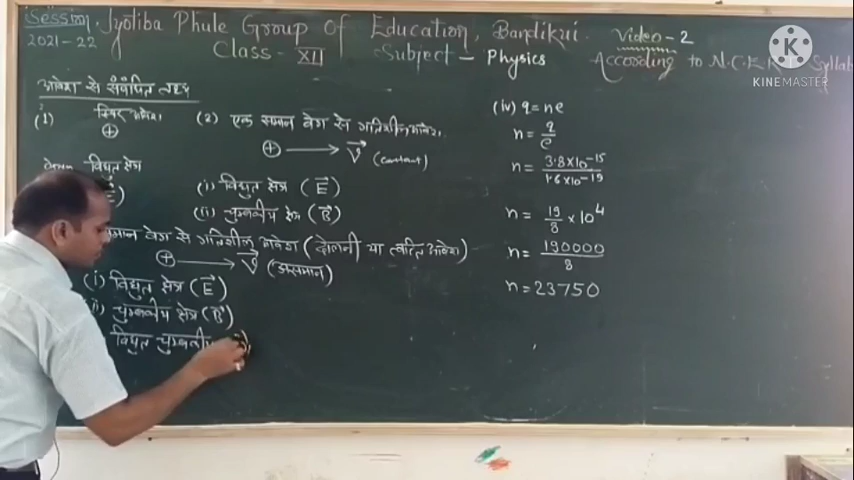 Session 2021-22
Jyotiba Phule Group Of Education, Bandikui.
Video-2
Class-XII Subject- Physics
According to N.C.E.R.T Syllab
KINEMASTER
आवेश से संबंधित तथ्य
(1) स्थिर आवेश
⊕
केवल विद्युत क्षेत्र
E)
(2) एक समान वेग से गतिशील आवेश
⊕ → V (constant)
(i) विद्युत क्षेत्र (E)
(ii) चुम्बकीय क्षेत्र (B)
मान वेग से गतिशील आवेश (दोलनी या त्वरित आवेश)
⊕ → V (असमान)
(i) विद्युत क्षेत्र (E)
(ii) चुम्बकीय क्षेत्र (B)
विद्युत चुम्बकीय
(iv) q=ne
n = q/e
n = 3.8×10⁻¹⁵/1.6×10⁻¹⁹
n = 19/8 × 10⁴
n = 190000/8
n = 23750